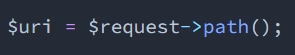 $uri = $request->path();